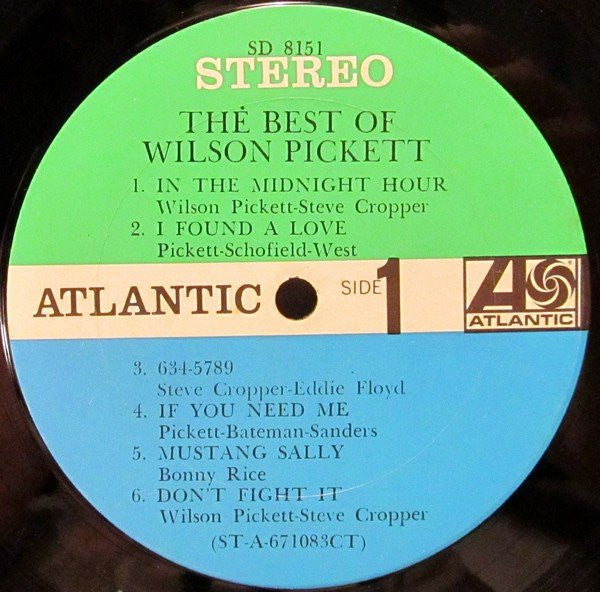 SD 8151
STEREO
THE BEST OF
WILSON PICKETT
1. IN THE MIDNIGHT HOUR
Wilson Pickett-Steve Cropper
2. I FOUND A LOVE
Pickett-Schofield-West
ATLANTIC SIDE 1
ATLANTIC
3. 634-5789
Steve Cropper-Eddie Floyd
4. IF YOU NEED ME
Pickett-Bateman-Sanders
5. MUSTANG SALLY
Bonny Rice
6. DON'T FIGHT IT
Wilson Pickett-Steve Cropper
(ST-A-671083CT)